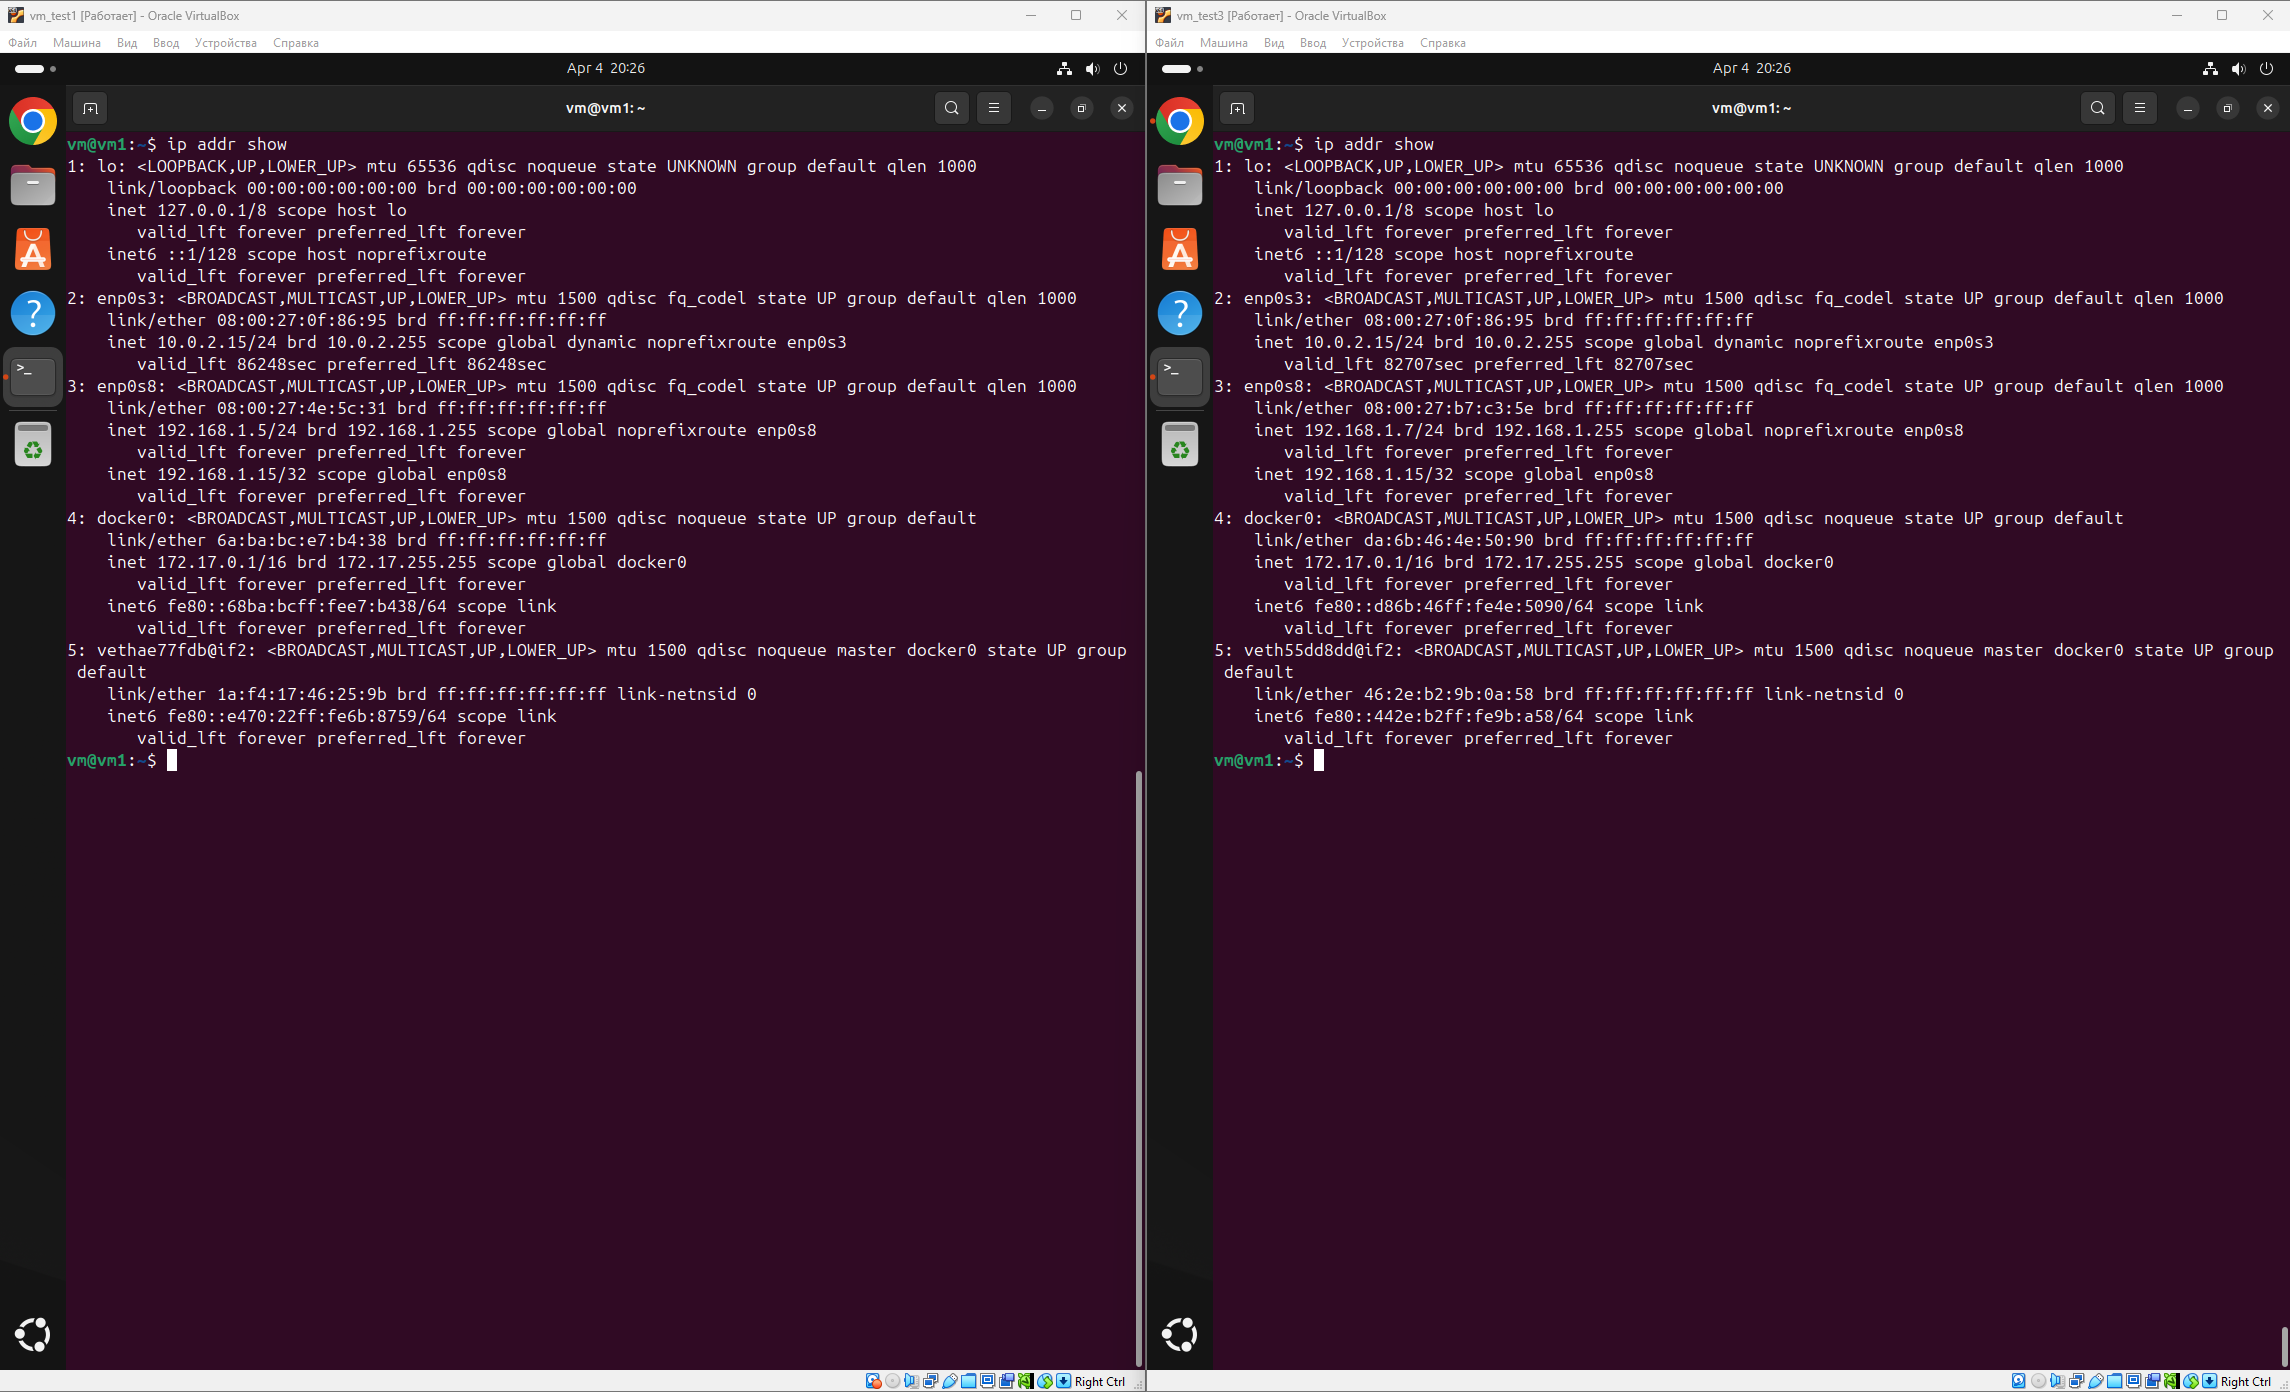 vm_test1 [Работает] - Oracle VirtualBox
Файл Машина Вид Ввод Устройства Справка
Apr 4 20:26
vm@vm1: ~
vm@vm1:~$ ip addr show
1: lo: <LOOPBACK,UP,LOWER_UP> mtu 65536 qdisc noqueue state UNKNOWN group default qlen 1000
    link/loopback 00:00:00:00:00:00 brd 00:00:00:00:00:00
    inet 127.0.0.1/8 scope host lo
       valid_lft forever preferred_lft forever
    inet6 ::1/128 scope host noprefixroute
       valid_lft forever preferred_lft forever
2: enp0s3: <BROADCAST,MULTICAST,UP,LOWER_UP> mtu 1500 qdisc fq_codel state UP group default qlen 1000
    link/ether 08:00:27:0f:86:95 brd ff:ff:ff:ff:ff:ff
    inet 10.0.2.15/24 brd 10.0.2.255 scope global dynamic noprefixroute enp0s3
       valid_lft 86248sec preferred_lft 86248sec
3: enp0s8: <BROADCAST,MULTICAST,UP,LOWER_UP> mtu 1500 qdisc fq_codel state UP group default qlen 1000
    link/ether 08:00:27:4e:5c:31 brd ff:ff:ff:ff:ff:ff
    inet 192.168.1.5/24 brd 192.168.1.255 scope global noprefixroute enp0s8
       valid_lft forever preferred_lft forever
    inet 192.168.1.15/32 scope global enp0s8
       valid_lft forever preferred_lft forever
4: docker0: <BROADCAST,MULTICAST,UP,LOWER_UP> mtu 1500 qdisc noqueue state UP group default
    link/ether 6a:ba:bc:e7:b4:38 brd ff:ff:ff:ff:ff:ff
    inet 172.17.0.1/16 brd 172.17.255.255 scope global docker0
       valid_lft forever preferred_lft forever
    inet6 fe80::68ba:bcff:fee7:b438/64 scope link
       valid_lft forever preferred_lft forever
5: vethae77fdb@if2: <BROADCAST,MULTICAST,UP,LOWER_UP> mtu 1500 qdisc noqueue master docker0 state UP group
 default
    link/ether 1a:f4:17:46:25:9b brd ff:ff:ff:ff:ff:ff link-netnsid 0
    inet6 fe80::e470:22ff:fe6b:8759/64 scope link
       valid_lft forever preferred_lft forever
vm@vm1:~$
Right Ctrl
vm_test3 [Работает] - Oracle VirtualBox
Файл Машина Вид Ввод Устройства Справка
Apr 4 20:26
vm@vm1: ~
vm@vm1:~$ ip addr show
1: lo: <LOOPBACK,UP,LOWER_UP> mtu 65536 qdisc noqueue state UNKNOWN group default qlen 1000
    link/loopback 00:00:00:00:00:00 brd 00:00:00:00:00:00
    inet 127.0.0.1/8 scope host lo
       valid_lft forever preferred_lft forever
    inet6 ::1/128 scope host noprefixroute
       valid_lft forever preferred_lft forever
2: enp0s3: <BROADCAST,MULTICAST,UP,LOWER_UP> mtu 1500 qdisc fq_codel state UP group default qlen 1000
    link/ether 08:00:27:0f:86:95 brd ff:ff:ff:ff:ff:ff
    inet 10.0.2.15/24 brd 10.0.2.255 scope global dynamic noprefixroute enp0s3
       valid_lft 82707sec preferred_lft 82707sec
3: enp0s8: <BROADCAST,MULTICAST,UP,LOWER_UP> mtu 1500 qdisc fq_codel state UP group default qlen 1000
    link/ether 08:00:27:b7:c3:5e brd ff:ff:ff:ff:ff:ff
    inet 192.168.1.7/24 brd 192.168.1.255 scope global noprefixroute enp0s8
       valid_lft forever preferred_lft forever
    inet 192.168.1.15/32 scope global enp0s8
       valid_lft forever preferred_lft forever
4: docker0: <BROADCAST,MULTICAST,UP,LOWER_UP> mtu 1500 qdisc noqueue state UP group default
    link/ether da:6b:46:4e:50:90 brd ff:ff:ff:ff:ff:ff
    inet 172.17.0.1/16 brd 172.17.255.255 scope global docker0
       valid_lft forever preferred_lft forever
    inet6 fe80::d86b:46ff:fe4e:5090/64 scope link
       valid_lft forever preferred_lft forever
5: veth55dd8dd@if2: <BROADCAST,MULTICAST,UP,LOWER_UP> mtu 1500 qdisc noqueue master docker0 state UP group
 default
    link/ether 46:2e:b2:9b:0a:58 brd ff:ff:ff:ff:ff:ff link-netnsid 0
    inet6 fe80::442e:b2ff:fe9b:a58/64 scope link
       valid_lft forever preferred_lft forever
vm@vm1:~$
Right Ctrl